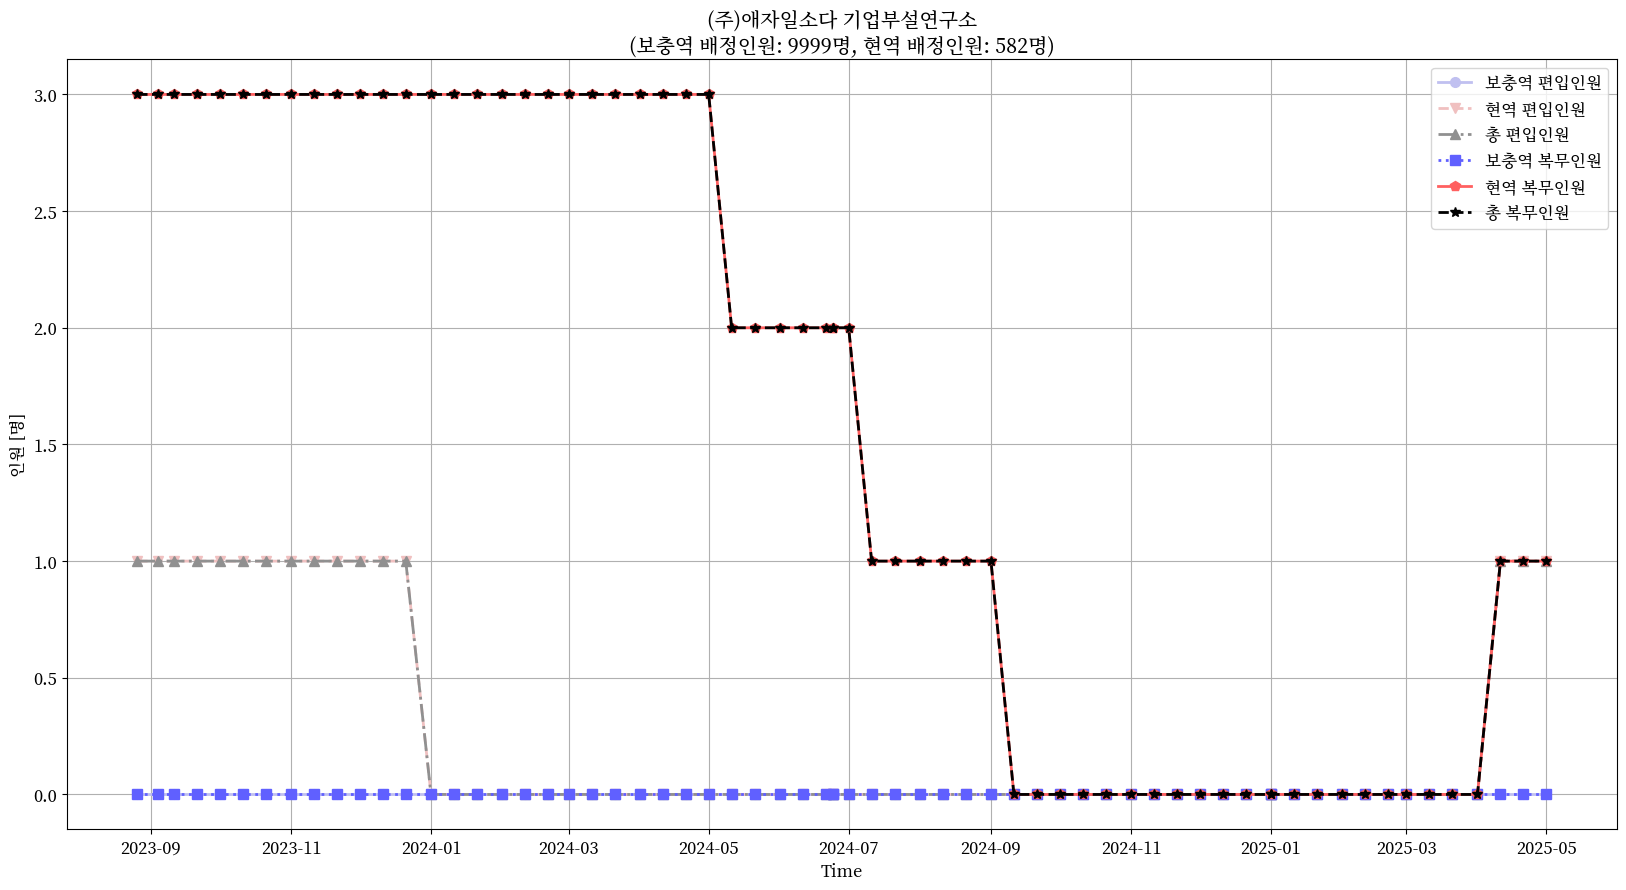 (주)애자일소다 기업부설연구소
(보충역 배정인원: 9999명, 현역 배정인원: 582명)
보충역 편입인원
현역 편입인원
총 편입인원
보충역 복무인원
현역 복무인원
총 복무인원
인원 [명]
3.0
2.5
2.0
1.5
1.0
0.5
0.0
2023-09
2023-11
2024-01
2024-03
2024-05
2024-07
2024-09
2024-11
2025-01
2025-03
2025-05
Time